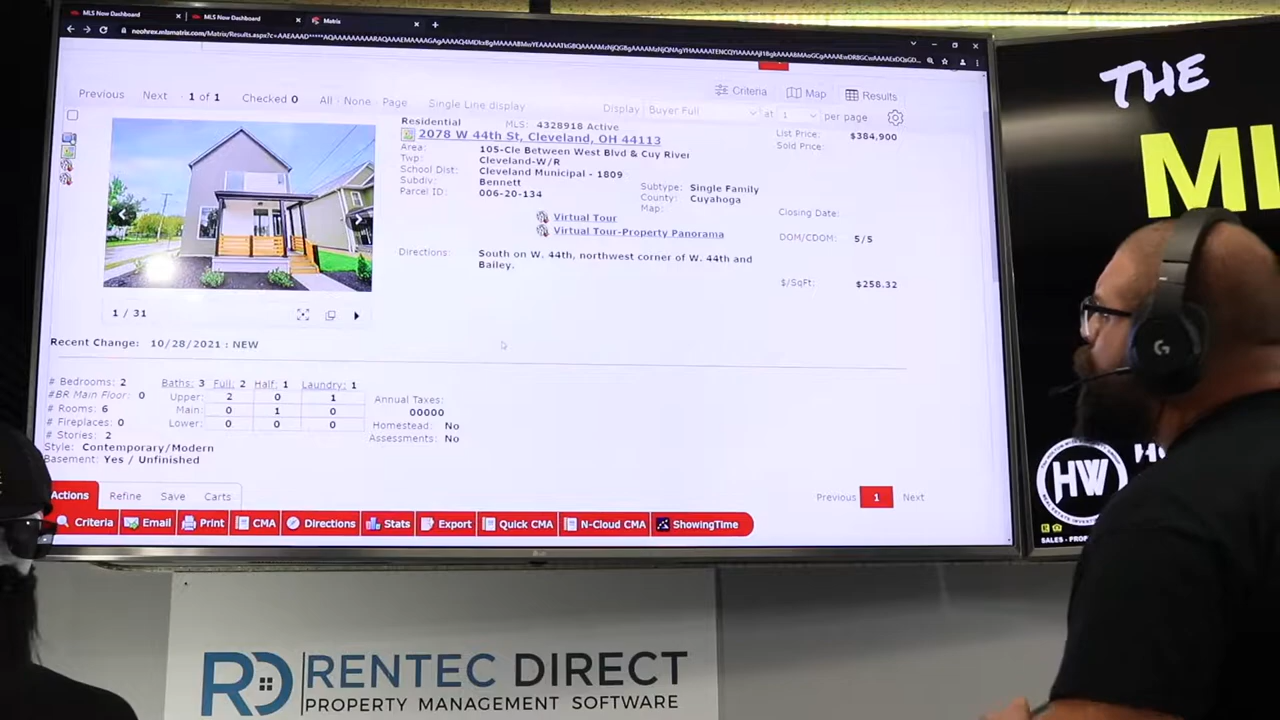 MLS Now Dashboard
MLS Now Dashboard
Matrix
Previous Next 1 of 1 Checked 0 All - None - Page Single Line display Display Buyer Full at 1 per page
Criteria Map Results
Residential MLS: 4328918 Active
2078 W 44th St, Cleveland, OH 44113
Area: 105-Cle Between West Blvd & Cuy River
Twp: Cleveland-W/R
School Dist: Cleveland Municipal - 1809
Subdiv: Bennett
Parcel ID: 006-20-134
Subtype: Single Family
County: Cuyahoga
Map:
List Price: $384,900
Sold Price:
Closing Date:
DOM/CDOM: 5/5
$/SqFt: $258.32
Virtual Tour
Virtual Tour-Property Panorama
Directions: South on W. 44th, northwest corner of W. 44th and
Bailey.
1 / 31
Recent Change: 10/28/2021 : NEW
# Bedrooms: 2
#BR Main Floor: 0
# Rooms: 6
# Fireplaces: 0
# Stories: 2
Style: Contemporary/Modern
Basement: Yes / Unfinished
Baths: 3 Full: 2 Half: 1 Laundry: 1
Upper: 2 0 1
Main: 0 1 0
Lower: 0 0 0
Annual Taxes:
00000
Homestead: No
Assessments: No
Actions Refine Save Carts
Previous 1 Next
Criteria Email Print CMA Directions Stats Export Quick CMA N-Cloud CMA ShowingTime
THE
HW
G
RD RENTEC DIRECT
PROPERTY MANAGEMENT SOFTWARE
LG